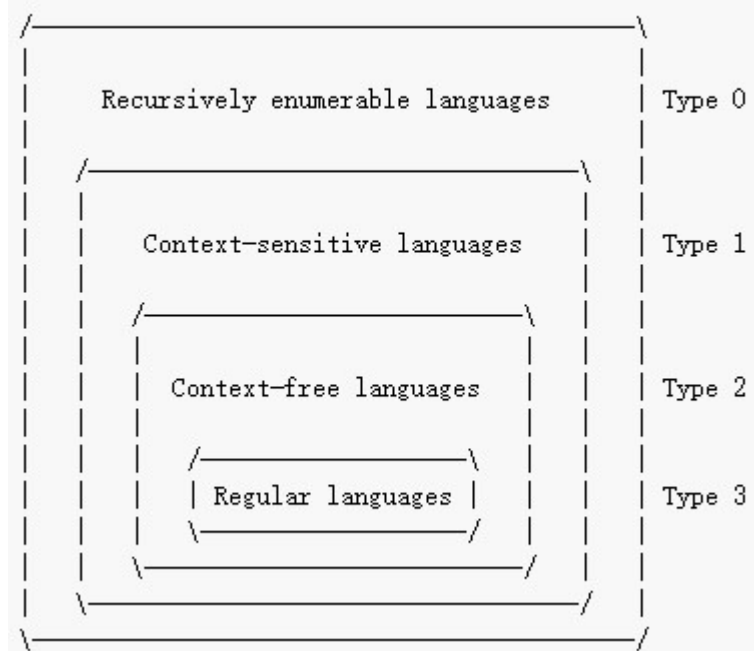 Recursively enumerable languages Type 0
Context-sensitive languages Type 1
Context-free languages Type 2
Regular languages Type 3